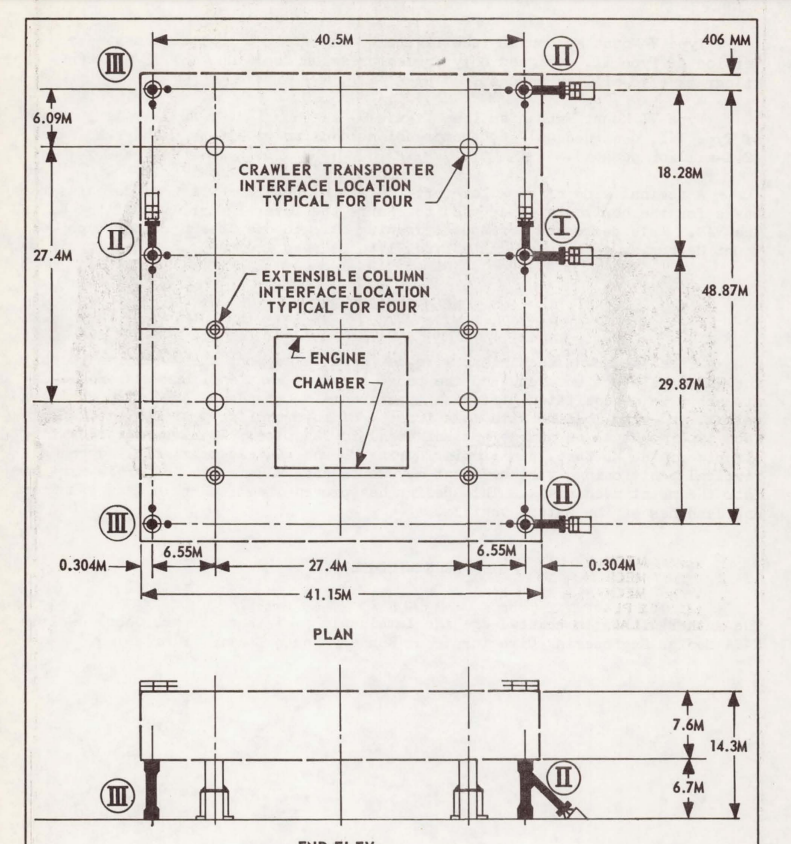 40.5M
406 MM
III
II
6.09M
CRAWLER TRANSPORTER
INTERFACE LOCATION
TYPICAL FOR FOUR
18.28M
II
I
27.4M
EXTENSIBLE COLUMN
INTERFACE LOCATION
TYPICAL FOR FOUR
48.87M
ENGINE
CHAMBER
29.87M
III
II
0.304M
6.55M
27.4M
6.55M
0.304M
41.15M
PLAN
7.6M
14.3M
III
II
6.7M